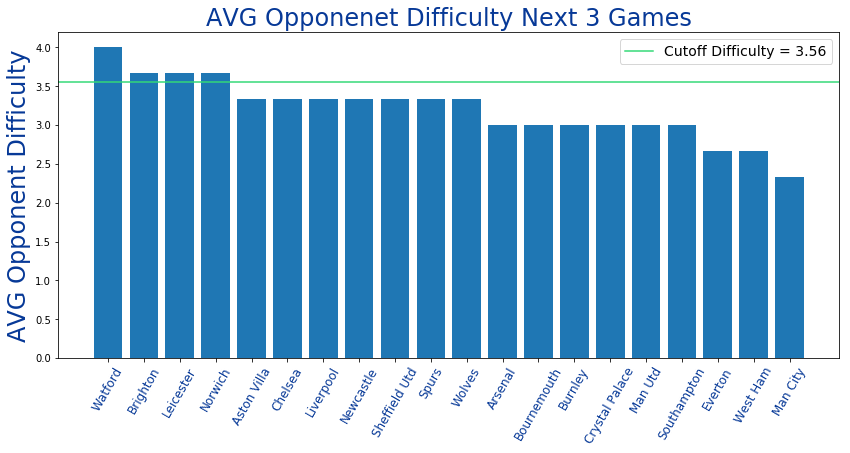 AVG Opponenet Difficulty Next 3 Games
Cutoff Difficulty = 3.56
AVG Opponent Difficulty
4.0
3.5
3.0
2.5
2.0
1.5
1.0
0.5
0.0
Watford
Brighton
Leicester
Norwich
Aston Villa
Chelsea
Liverpool
Newcastle
Sheffield Utd
Spurs
Wolves
Arsenal
Bournemouth
Burnley
Crystal Palace
Man Utd
Southampton
Everton
West Ham
Man City